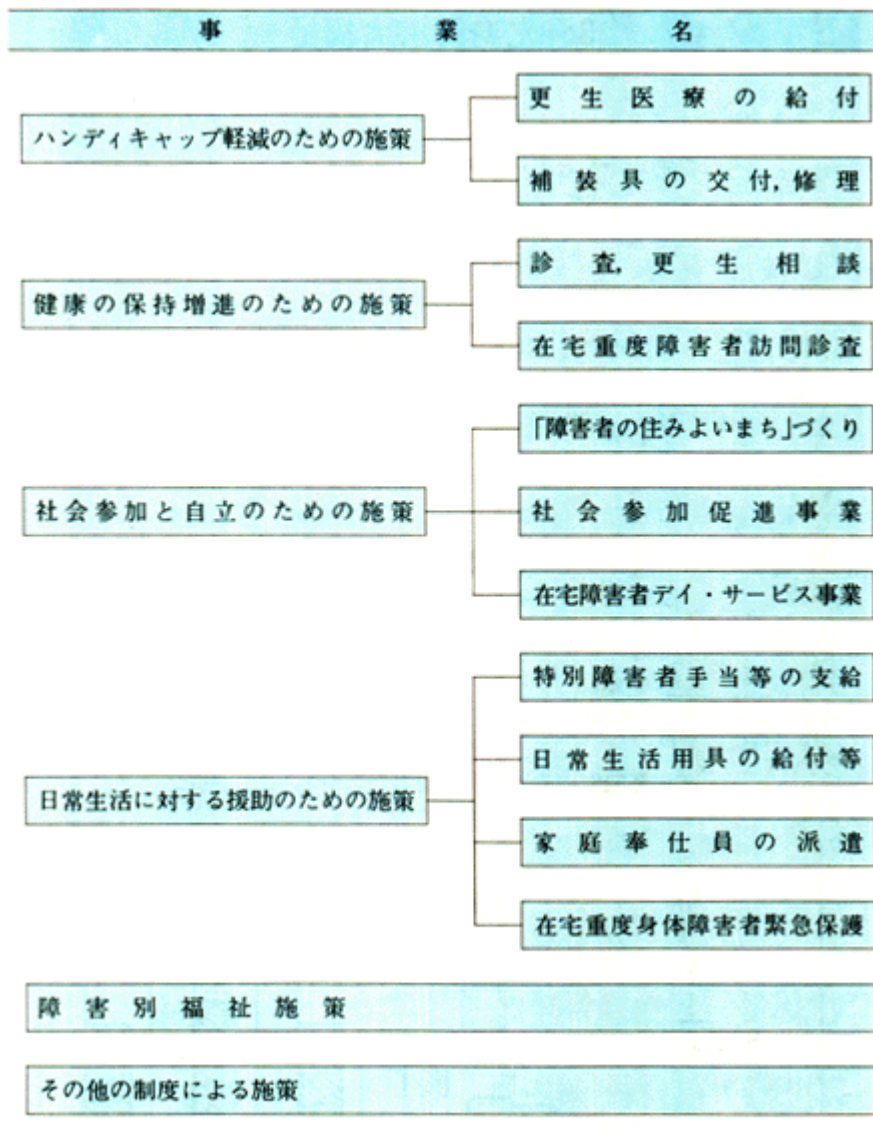 事業名
ハンディキャップ軽減のための施策
更生医療の給付
補装具の交付,修理
健康の保持増進のための施策
診査,更生相談
在宅重度障害者訪問診査
社会参加と自立のための施策
「障害者の住みよいまち」づくり
社会参加促進事業
在宅障害者デイ・サービス事業
日常生活に対する援助のための施策
特別障害者手当等の支給
日常生活用具の給付等
家庭奉仕員の派遣
在宅重度身体障害者緊急保護
障害別福祉施策
その他の制度による施策